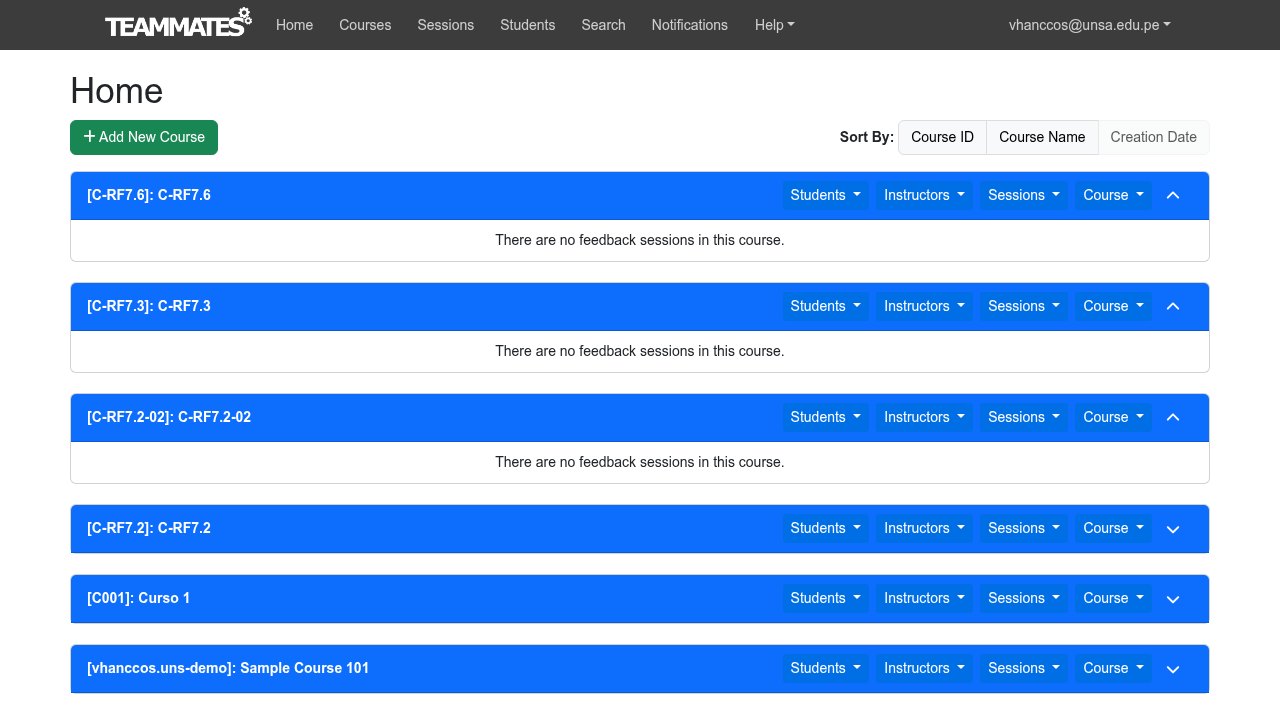 TEAMMATES Home Courses Sessions Students Search Notifications Help vhanccos@unsa.edu.pe
Home
+ Add New Course Sort By: Course ID Course Name Creation Date
[C-RF7.6]: C-RF7.6 Students Instructors Sessions Course
There are no feedback sessions in this course.
[C-RF7.3]: C-RF7.3 Students Instructors Sessions Course
There are no feedback sessions in this course.
[C-RF7.2-02]: C-RF7.2-02 Students Instructors Sessions Course
There are no feedback sessions in this course.
[C-RF7.2]: C-RF7.2 Students Instructors Sessions Course
[C001]: Curso 1 Students Instructors Sessions Course
[vhanccos.uns-demo]: Sample Course 101 Students Instructors Sessions Course